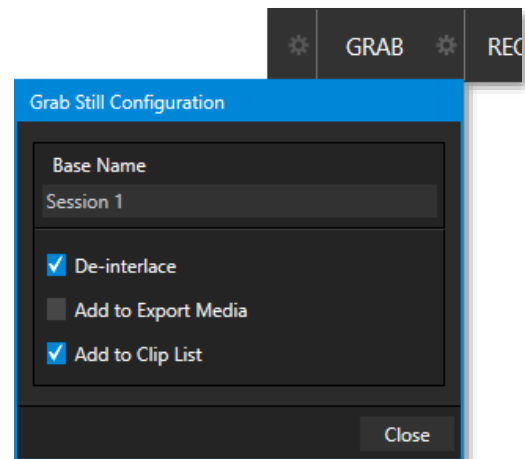 GRAB REC
Grab Still Configuration
Base Name
Session 1
De-interlace
Add to Export Media
Add to Clip List
Close